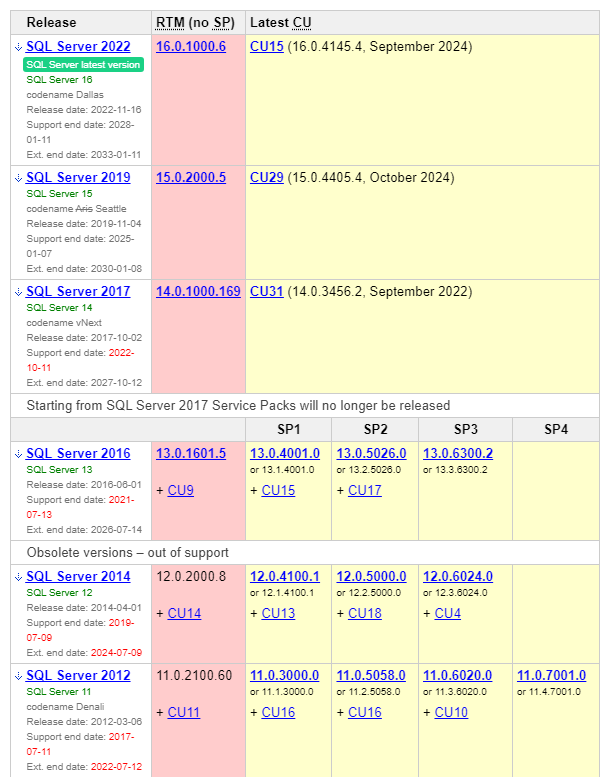 Release RTM (no SP) Latest CU
SQL Server 2022 16.0.1000.6 CU15 (16.0.4145.4, September 2024)
SQL Server latest version
SQL Server 16
codename Dallas
Release date: 2022-11-16
Support end date: 2028-
01-11
Ext. end: 2033-01-11
SQL Server 2019 15.0.2000.5 CU29 (15.0.4405.4, October 2024)
SQL Server 15
codename Aris Seattle
Release date: 2019-11-04
Support end date: 2025-
01-07
Ext. end: 2030-01-08
SQL Server 2017 14.0.1000.169 CU31 (14.0.3456.2, September 2022)
SQL Server 14
codename vNext
Release date: 2017-10-02
Support end date: 2022-
10-11
Ext. end: 2027-10-12
Starting from SQL Server 2017 Service Packs will no longer be released
SP1 SP2 SP3 SP4
SQL Server 2016 13.0.1601.5 13.0.4001.0 13.0.5026.0 13.0.6300.2
SQL Server 13 or 13.1.4001.0 or 13.2.5026.0 or 13.3.6300.2
Release date: 2016-06-01
+ CU9 + CU15 + CU17
Support end date: 2021-
07-13
Ext. end: 2026-07-14
Obsolete versions – out of support
SQL Server 2014 12.0.2000.8 12.0.4100.1 12.0.5000.0 12.0.6024.0
SQL Server 12 or 12.1.4100.1 or 12.2.5000.0 or 12.3.6024.0
Release date: 2014-04-01
+ CU14 + CU13 + CU18 + CU4
Support end date: 2019-
07-09
Ext. end: 2024-07-09
SQL Server 2012 11.0.2100.60 11.0.3000.0 11.0.5058.0 11.0.6020.0 11.0.7001.0
SQL Server 11 or 11.1.3000.0 or 11.2.5058.0 or 11.3.6020.0 or 11.4.7001.0
codename Denali
+ CU11 + CU16 + CU16 + CU10
Release date: 2012-03-06
Support end date: 2017-
07-11
Ext. end: 2022-07-12